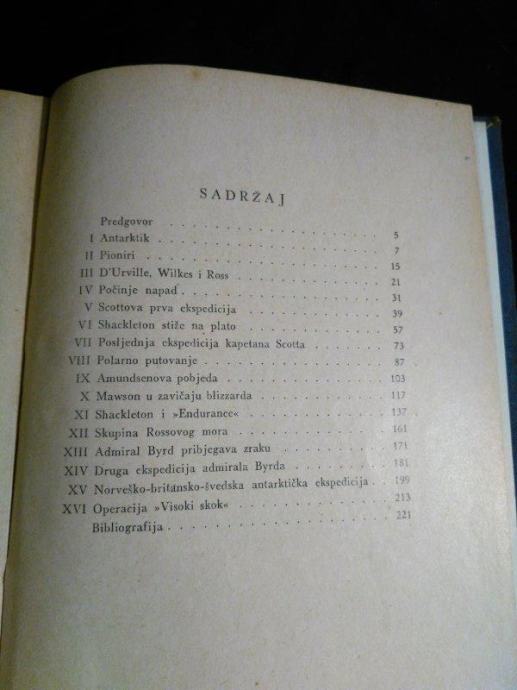 SADRŽAJ
Predgovor . . . . . . . . . . . . . . . . 5
I Antarktik . . . . . . . . . . . . . . . . 7
II Pioniri . . . . . . . . . . . . . . . . 15
III D'Urville, Wilkes i Ross . . . . . . . . . . . 21
IV Počinje napad . . . . . . . . . . . . . . 31
V Scottova prva ekspedicija . . . . . . . . . . 39
VI Shackleton stiže na plato . . . . . . . . . . 57
VII Posljednja ekspedicija kapetana Scotta . . . . . . 73
VIII Polarno putovanje . . . . . . . . . . . . 87
IX Amundsenova pobjeda . . . . . . . . . . . 103
X Mawson u zavičaju blizzarda . . . . . . . . . 117
XI Shackleton i »Endurance« . . . . . . . . . . 137
XII Skupina Rossovog mora . . . . . . . . . . . 161
XIII Admiral Byrd pribjegava zraku . . . . . . . . 171
XIV Druga ekspedicija admirala Byrda . . . . . . . 181
XV Norveško-britansko-švedska antarktička ekspedicija . 199
XVI Operacija »Visoki skok« . . . . . . . . . . 213
Bibliografija . . . . . . . . . . . . . . . 221